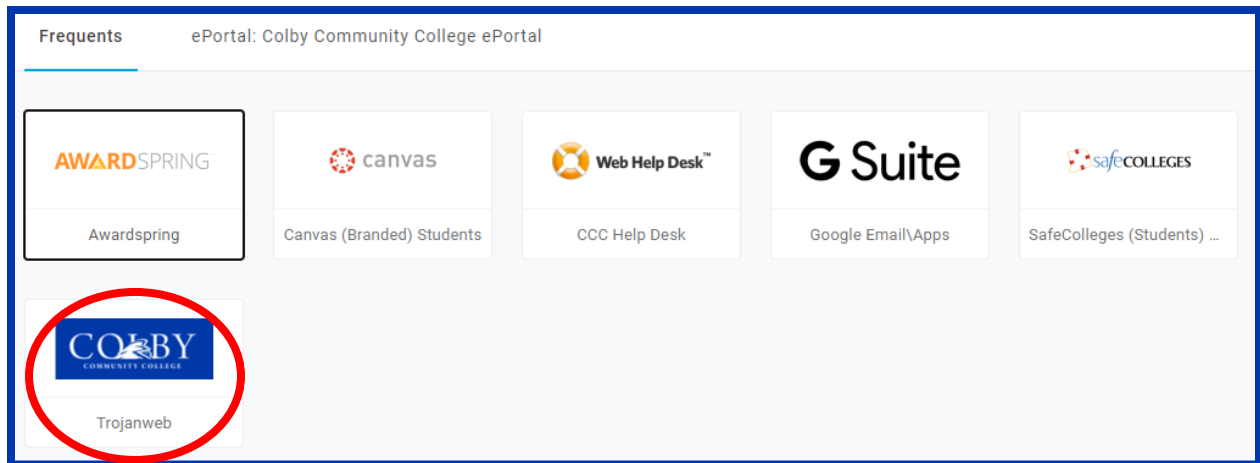 Frequents ePortal: Colby Community College ePortal
AWARDSPRING
canvas
Web Help Desk™
G Suite
safeCOLLEGES
Awardspring
Canvas (Branded) Students
CCC Help Desk
Google Email\Apps
SafeColleges (Students) ...
COLBY
COMMUNITY COLLEGE
Trojanweb